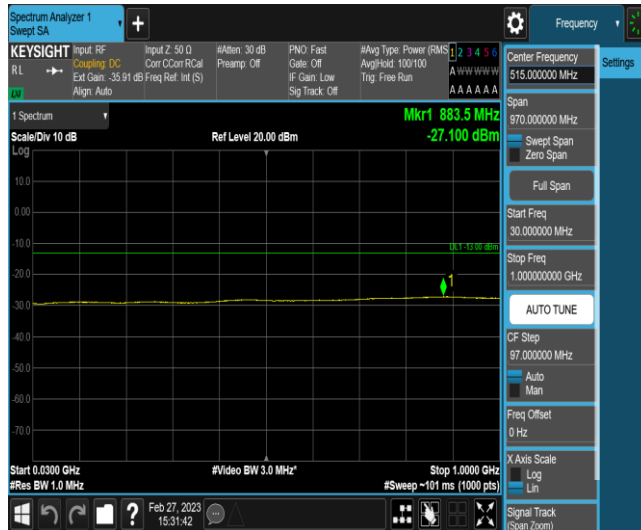 Spectrum Analyzer 1
Swept SA
+
Frequency
KEYSIGHT
RL
LXI
Input: RF
Coupling: DC
Ext Gain: -35.91 dB
Align: Auto
Input Z: 50 Ω
Corr CCorr RCal
Freq Ref: Int (S)
#Atten: 30 dB
Preamp: Off
PNO: Fast
Gate: Off
IF Gain: Low
Sig Track: Off
#Avg Type: Power (RMS
Avg|Hold: 100/100
Trig: Free Run
1 2 3 4 5 6
A W W W W W
A A A A A A
1 Spectrum
Scale/Div 10 dB
Log
Ref Level 20.00 dBm
Mkr1 883.5 MHz
-27.100 dBm
10.0
0.00
-10.0
-20.0
-30.0
-40.0
-50.0
-60.0
-70.0
DL1 -13.00 dBm
1
Start 0.0300 GHz
#Res BW 1.0 MHz
#Video BW 3.0 MHz*
Stop 1.0000 GHz
#Sweep ~101 ms (1000 pts)
?
Feb 27, 2023
15:31:42
Center Frequency
515.000000 MHz
Settings
Span
970.000000 MHz
Swept Span
Zero Span
Full Span
Start Freq
30.000000 MHz
Stop Freq
1.000000000 GHz
AUTO TUNE
CF Step
97.000000 MHz
Auto
Man
Freq Offset
0 Hz
X Axis Scale
Log
Lin
Signal Track
(Span Zoom)